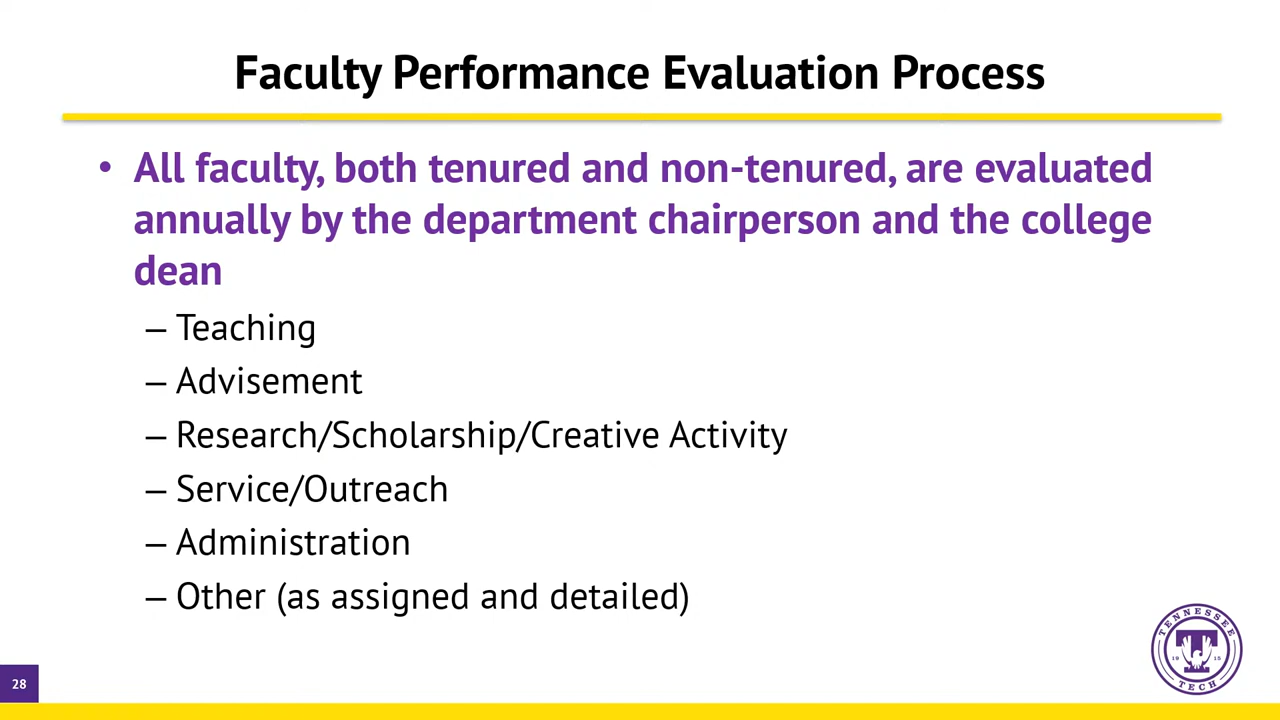 Faculty Performance Evaluation Process
• All faculty, both tenured and non-tenured, are evaluated
annually by the department chairperson and the college
dean
– Teaching
– Advisement
– Research/Scholarship/Creative Activity
– Service/Outreach
– Administration
– Other (as assigned and detailed)
TENNESSEE
T
19 15
TECH
28